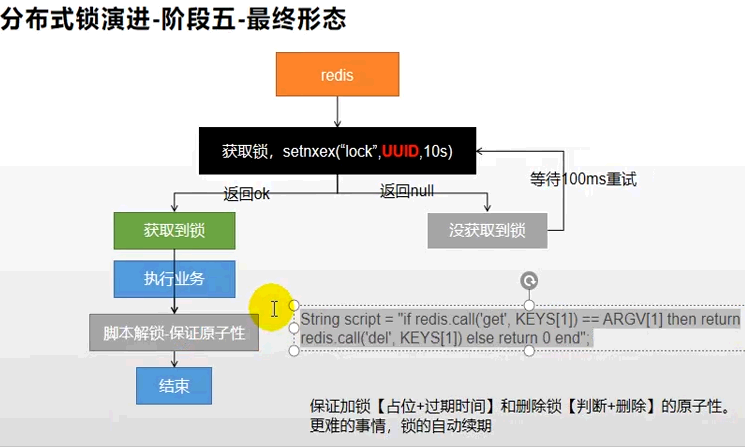 分布式锁演进-阶段五-最终形态
redis
获取锁，setnxex(“lock”,UUID,10s)
返回ok
返回null
等待100ms重试
获取到锁
没获取到锁
执行业务
脚本解锁-保证原子性
String script = "if redis.call('get', KEYS[1]) == ARGV[1] then return
redis.call('del', KEYS[1]) else return 0 end";
结束
保证加锁【占位+过期时间】和删除锁【判断+删除】的原子性。
更难的事情，锁的自动续期